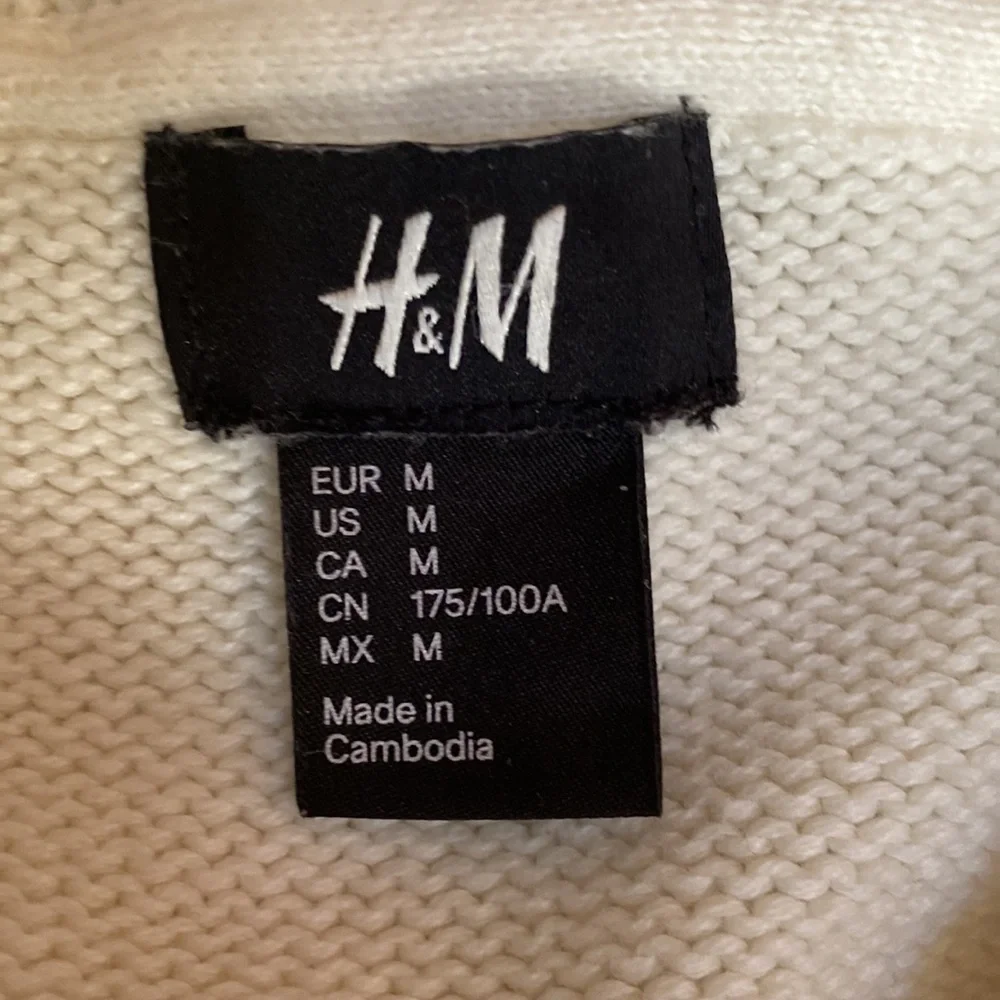 H&M
EUR M
US M
CA M
CN 175/100A
MX M
Made in
Cambodia